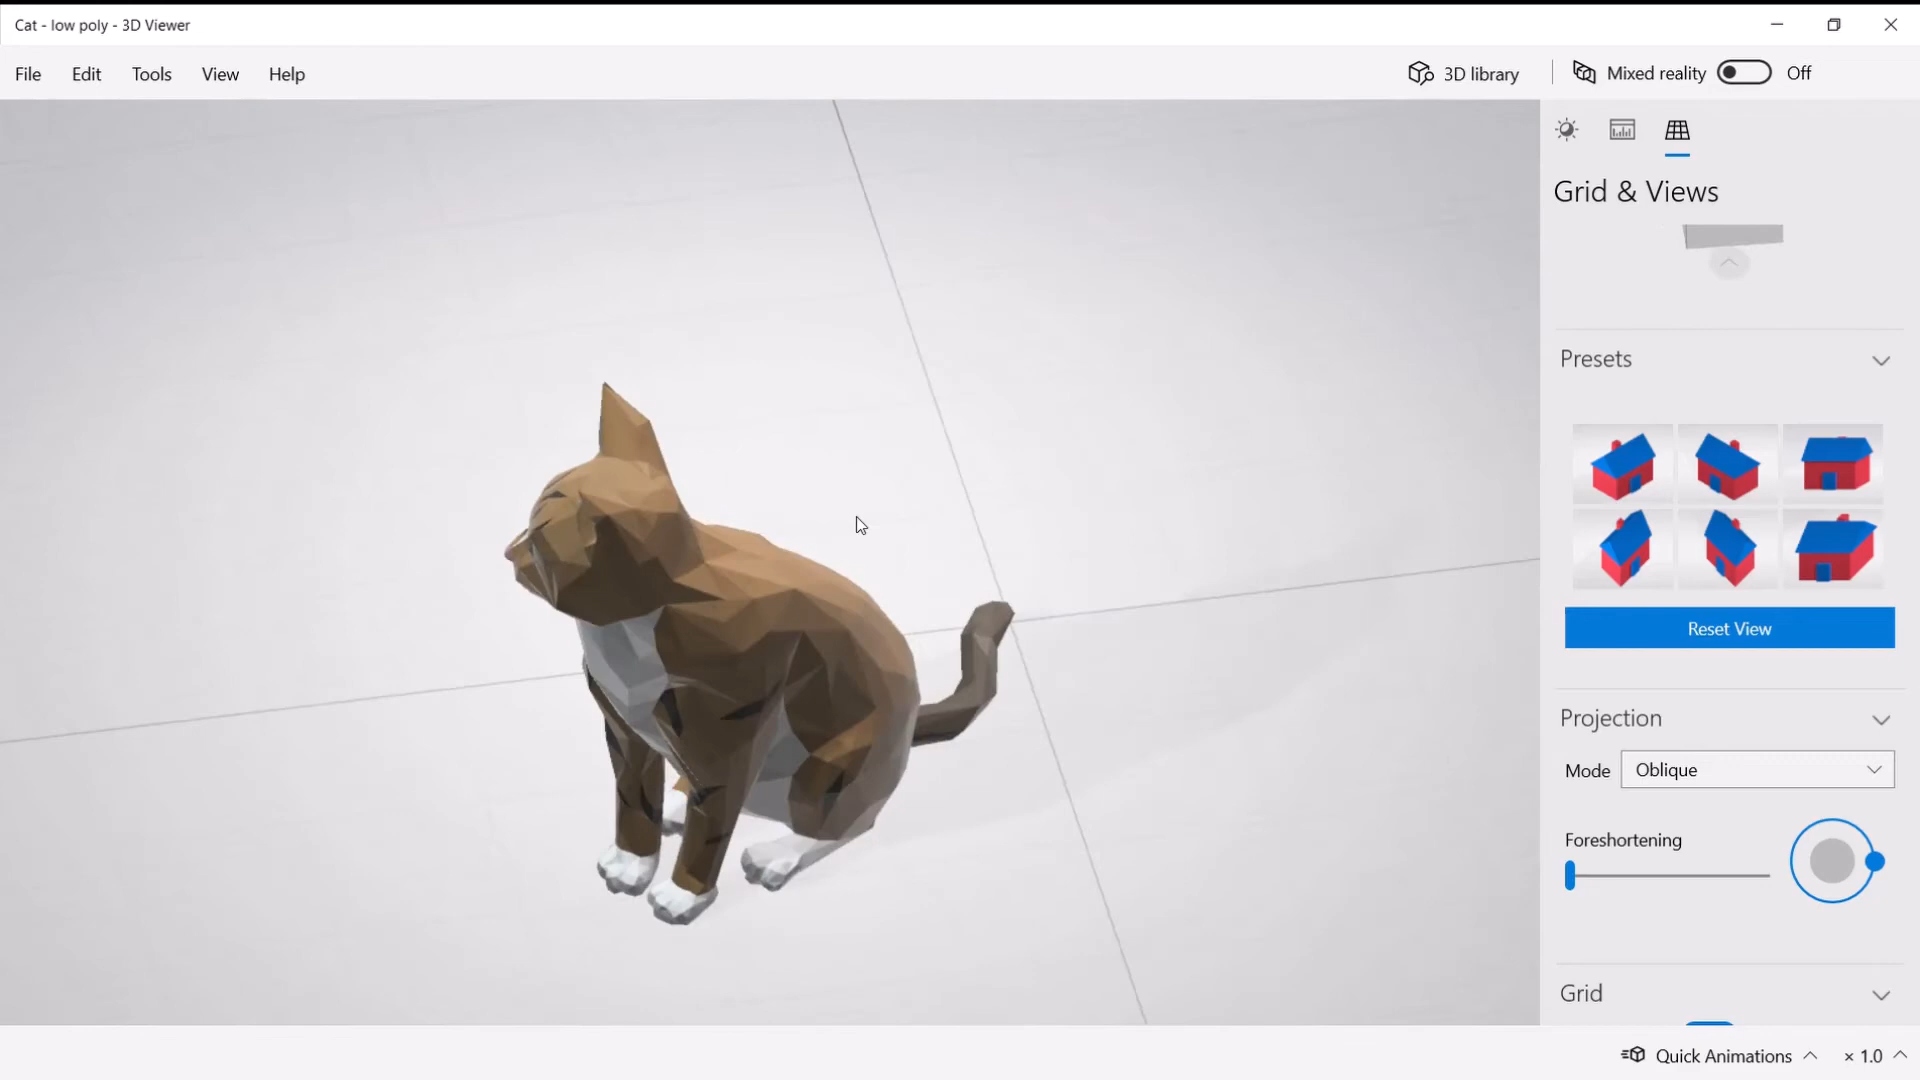 Cat - low poly - 3D Viewer
File Edit Tools View Help
3D library
Mixed reality Off
Grid & Views
Presets
Reset View
Projection
Mode Oblique
Foreshortening
Grid
Quick Animations × 1.0